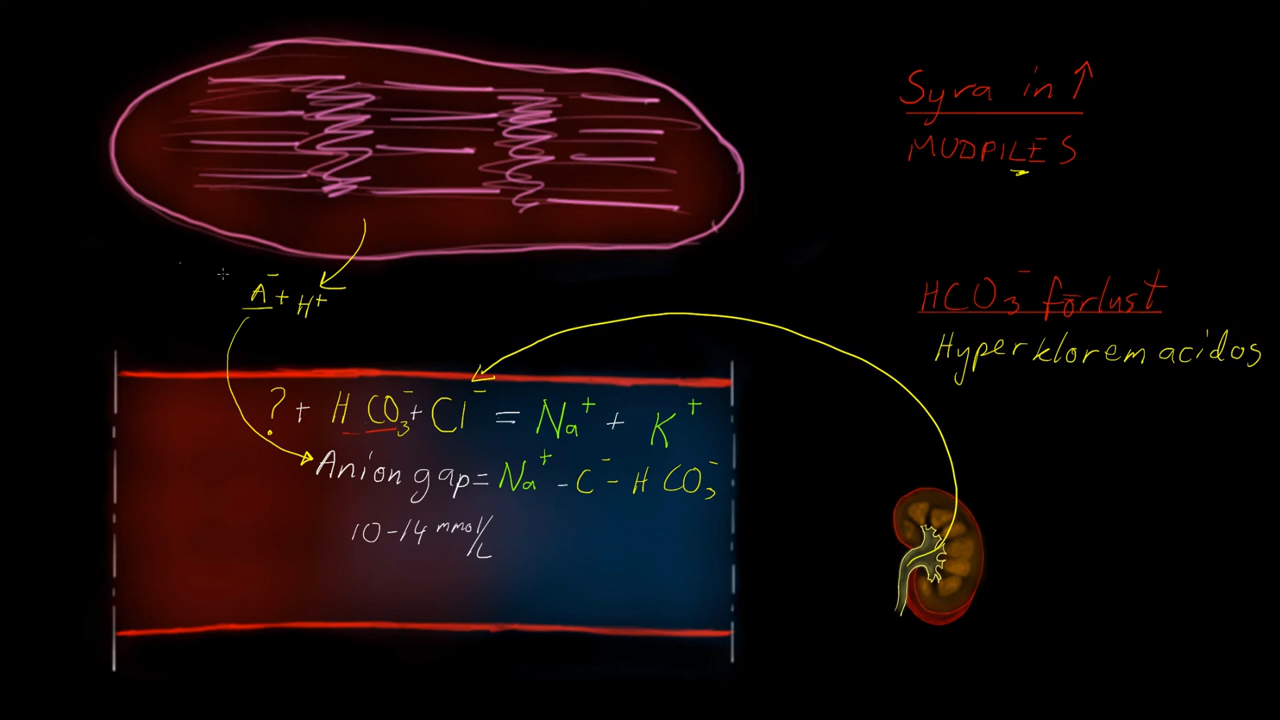 Syra in ↑
MUDPILES
A⁻ + H⁺
HCO₃⁻ förlust
Hyperklorem acidos
? + HCO₃⁻ + Cl⁻ = Na⁺ + K⁺
Anion gap = Na⁺ - C⁻ - HCO₃⁻
10-14 mmol/L